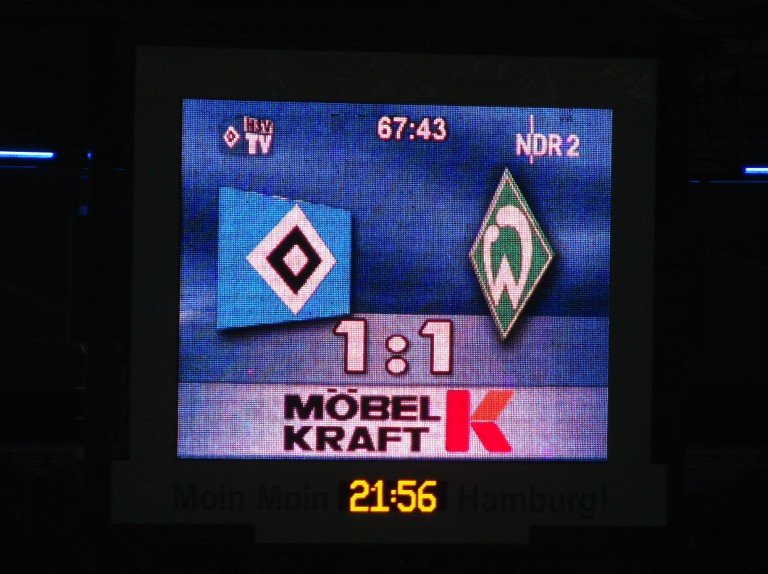 HSV TV
67:43
NDR 2
W
1:1
MÖBEL
KRAFT
K
Moin Moin Hamburg!
21:56